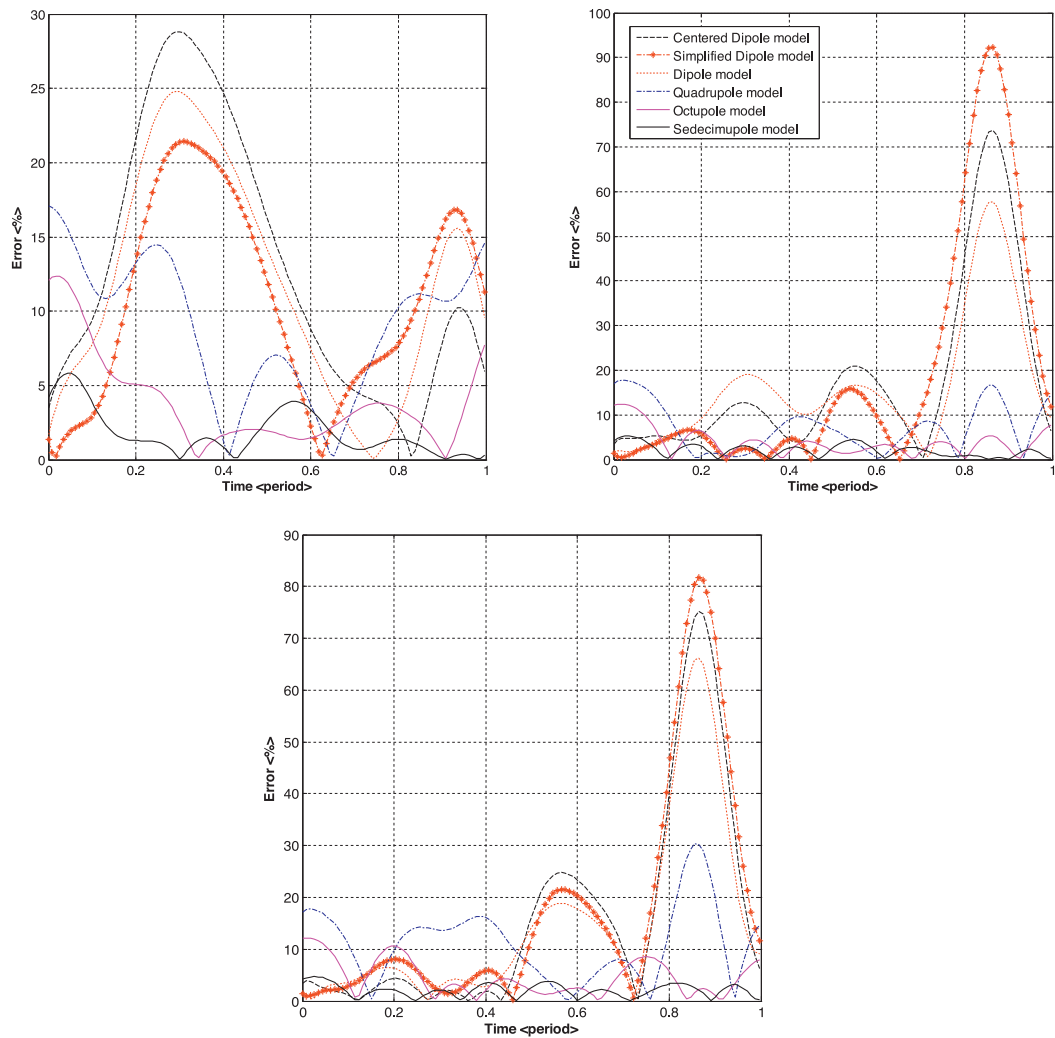 30
25
20
15
10
5
0
Error <%>
0 0.2 0.4 0.6 0.8 1
Time <period>
100
90
80
70
60
50
40
30
20
10
0
Error <%>
Centered Dipole model
Simplified Dipole model
Dipole model
Quadrupole model
Octupole model
Sedecimupole model
0 0.2 0.4 0.6 0.8 1
Time <period>
90
80
70
60
50
40
30
20
10
0
Error <%>
0 0.2 0.4 0.6 0.8 1
Time <period>